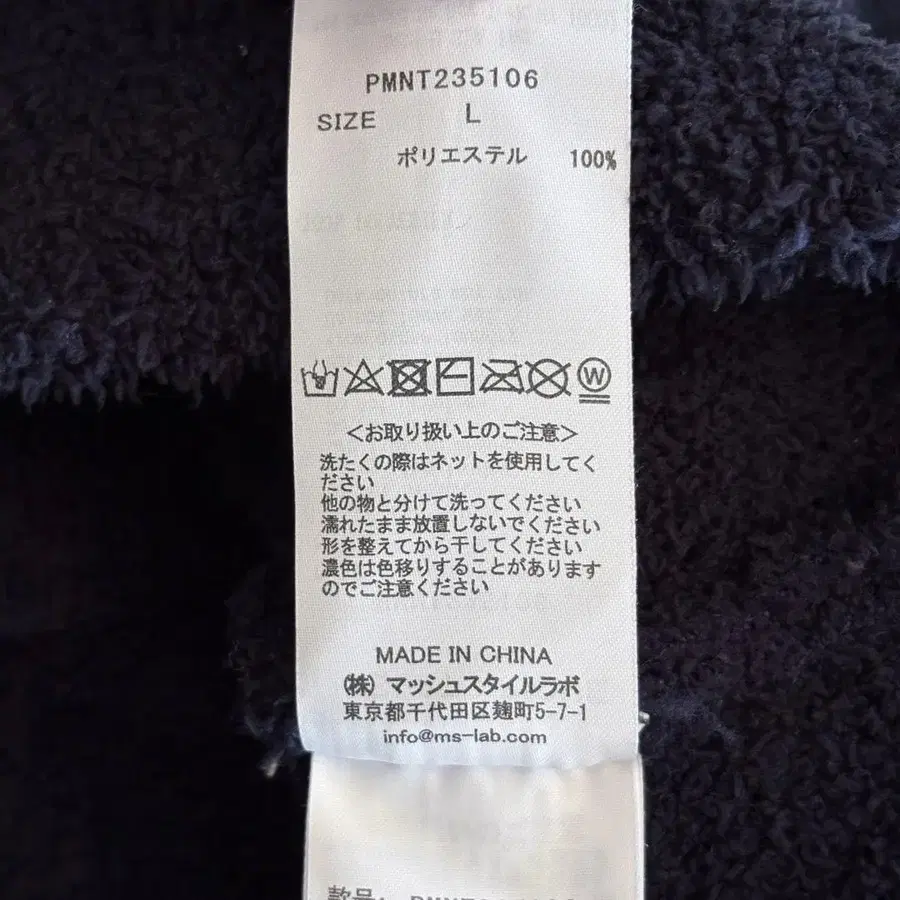 PMNT235106
SIZE L
ポリエステル 100%
W
＜お取り扱い上のご注意＞
洗たくの際はネットを使用してく
ださい
他の物と分けて洗ってください
濡れたまま放置しないでください
形を整えてから干してください
濃色は色移りすることがあります
のでご注意ください
MADE IN CHINA
(株) マッシュスタイルラボ
東京都千代田区麹町5-7-1
info@ms-lab.com
款号: